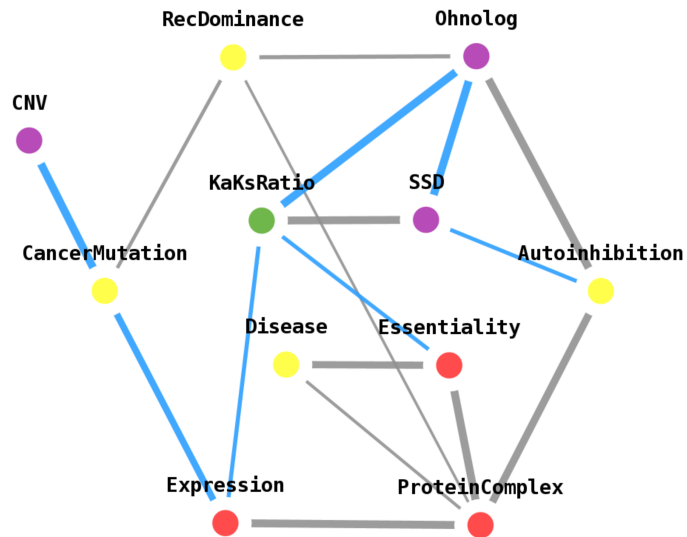 RecDominance
Ohnolog
CNV
KaKsRatio
SSD
CancerMutation
Autoinhibition
Disease
Essentiality
Expression
ProteinComplex